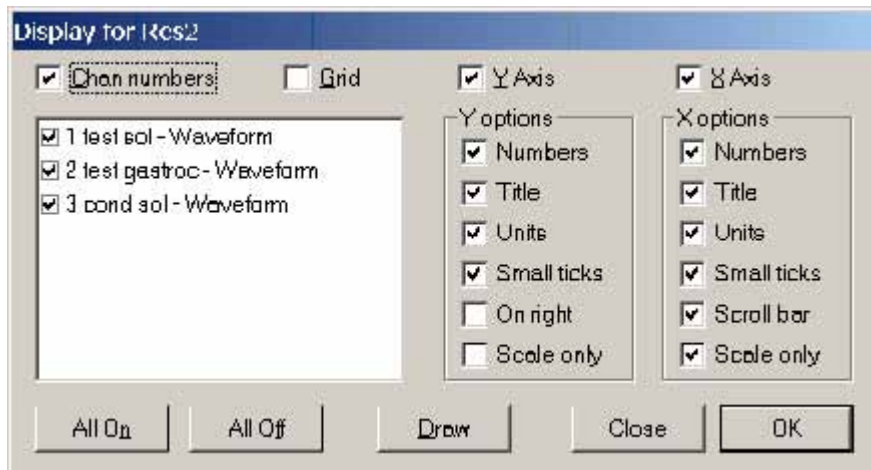 Display for Res2
Chan numbers
Grid
Y Axis
X Axis
1 test sol - Waveform
2 test gastroc - Waveform
3 cond sol - Waveform
Y options
Numbers
Title
Units
Small ticks
On right
Scale only
X options
Numbers
Title
Units
Small ticks
Scroll bar
Scale only
All On
All Off
Draw
Close
OK